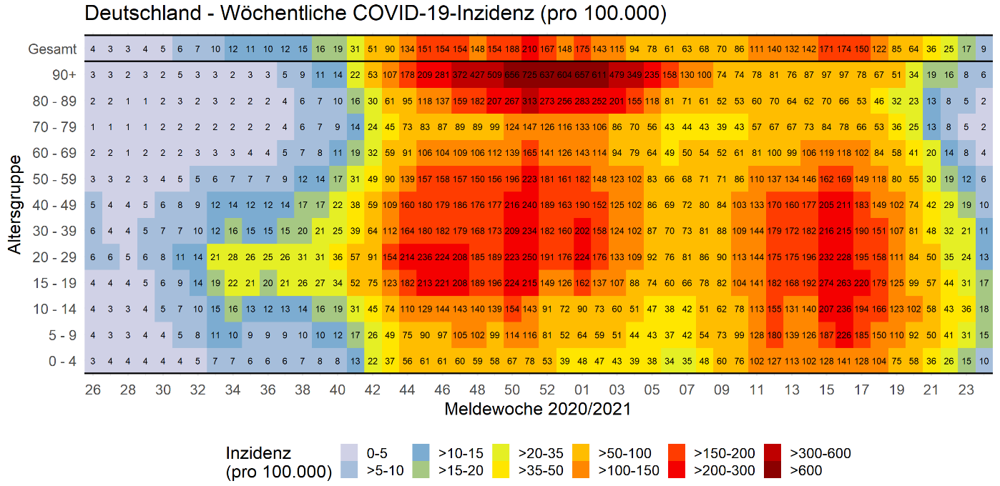 Deutschland - Wöchentliche COVID-19-Inzidenz (pro 100.000)
Gesamt 4 3 3 4 5 6 7 10 12 11 10 12 15 16 19 31 51 90 134 151 154 154 148 154 188 210 167 148 175 143 115 94 78 61 63 68 70 86 111 140 132 142 171 174 150 122 85 64 36 25 17 9
90+ 3 3 2 3 2 5 3 3 2 3 3 5 9 11 14 22 53 107 178 209 281 372 427 509 656 725 637 604 657 611 479 349 235 158 130 100 74 74 78 81 76 87 97 97 78 67 51 34 19 16 8 6
80 - 89 2 2 1 1 2 3 2 3 2 2 2 4 6 7 10 16 30 61 95 118 137 159 182 207 267 313 273 256 283 252 201 155 118 81 71 61 52 53 60 70 64 62 70 72 66 53 46 32 23 13 8 5 2
70 - 79 1 1 1 1 2 2 2 2 2 2 2 4 6 7 9 14 24 45 73 83 87 89 89 99 124 147 126 116 133 106 86 70 56 43 44 43 39 43 57 67 67 73 84 78 66 53 36 25 13 8 5 2
60 - 69 2 2 1 2 2 2 3 3 3 4 4 5 7 8 11 19 32 59 91 106 104 109 106 112 139 165 141 126 143 114 94 79 64 49 50 54 52 61 81 100 99 106 119 118 102 84 58 41 20 14 8 4
50 - 59 3 3 2 3 4 5 5 6 7 7 7 9 12 14 17 31 49 90 139 157 158 157 150 156 196 223 181 161 182 148 123 102 83 66 68 71 71 86 110 137 134 146 162 169 149 118 80 55 30 19 12 6
40 - 49 5 4 4 5 6 8 9 12 14 12 12 14 17 17 22 38 59 109 160 180 179 186 176 177 216 240 189 163 190 152 125 102 86 69 72 80 84 103 133 170 160 177 205 211 183 149 102 74 42 29 19 10
30 - 39 6 4 4 5 7 7 10 12 16 15 15 15 20 21 25 39 64 112 164 180 182 179 168 173 209 234 182 160 202 158 124 102 87 70 73 81 88 109 144 179 172 182 216 215 190 151 107 81 48 32 21 11
20 - 29 6 6 5 6 8 11 14 21 28 26 25 26 31 31 36 57 91 154 214 236 224 208 185 189 223 250 191 176 224 176 133 109 92 76 81 86 90 113 144 175 175 196 232 228 195 158 111 84 50 35 24 13
15 - 19 4 4 4 5 6 9 14 19 22 21 20 21 26 27 34 52 75 123 182 213 221 208 189 196 224 215 149 126 162 137 107 88 74 60 66 78 82 104 141 182 168 192 274 263 220 179 125 99 57 44 31 17
10 - 14 4 3 3 4 5 7 10 15 16 13 12 13 14 16 19 31 45 74 110 129 144 143 140 139 154 143 91 72 90 73 60 51 47 38 42 51 62 78 113 155 131 140 207 236 194 166 123 102 58 43 36 18
5 - 9 4 3 3 4 4 5 8 11 10 9 9 9 10 10 12 17 26 49 75 90 97 105 102 99 114 116 81 52 64 59 51 44 43 37 42 54 73 99 128 180 139 126 187 226 185 150 110 92 50 41 31 15
0 - 4 3 4 4 4 4 4 5 7 7 6 6 6 7 8 8 13 22 37 56 61 61 60 59 58 67 78 53 39 48 47 43 39 38 34 35 48 60 76 102 127 113 102 128 141 128 104 75 58 36 26 15 10
Altersgruppe
26 28 30 32 34 36 38 40 42 44 46 48 50 52 01 03 05 07 09 11 13 15 17 19 21 23
Meldewoche 2020/2021
Inzidenz
(pro 100.000)
0-5 >10-15 >20-35 >50-100 >150-200 >300-600
>5-10 >15-20 >35-50 >100-150 >200-300 >600